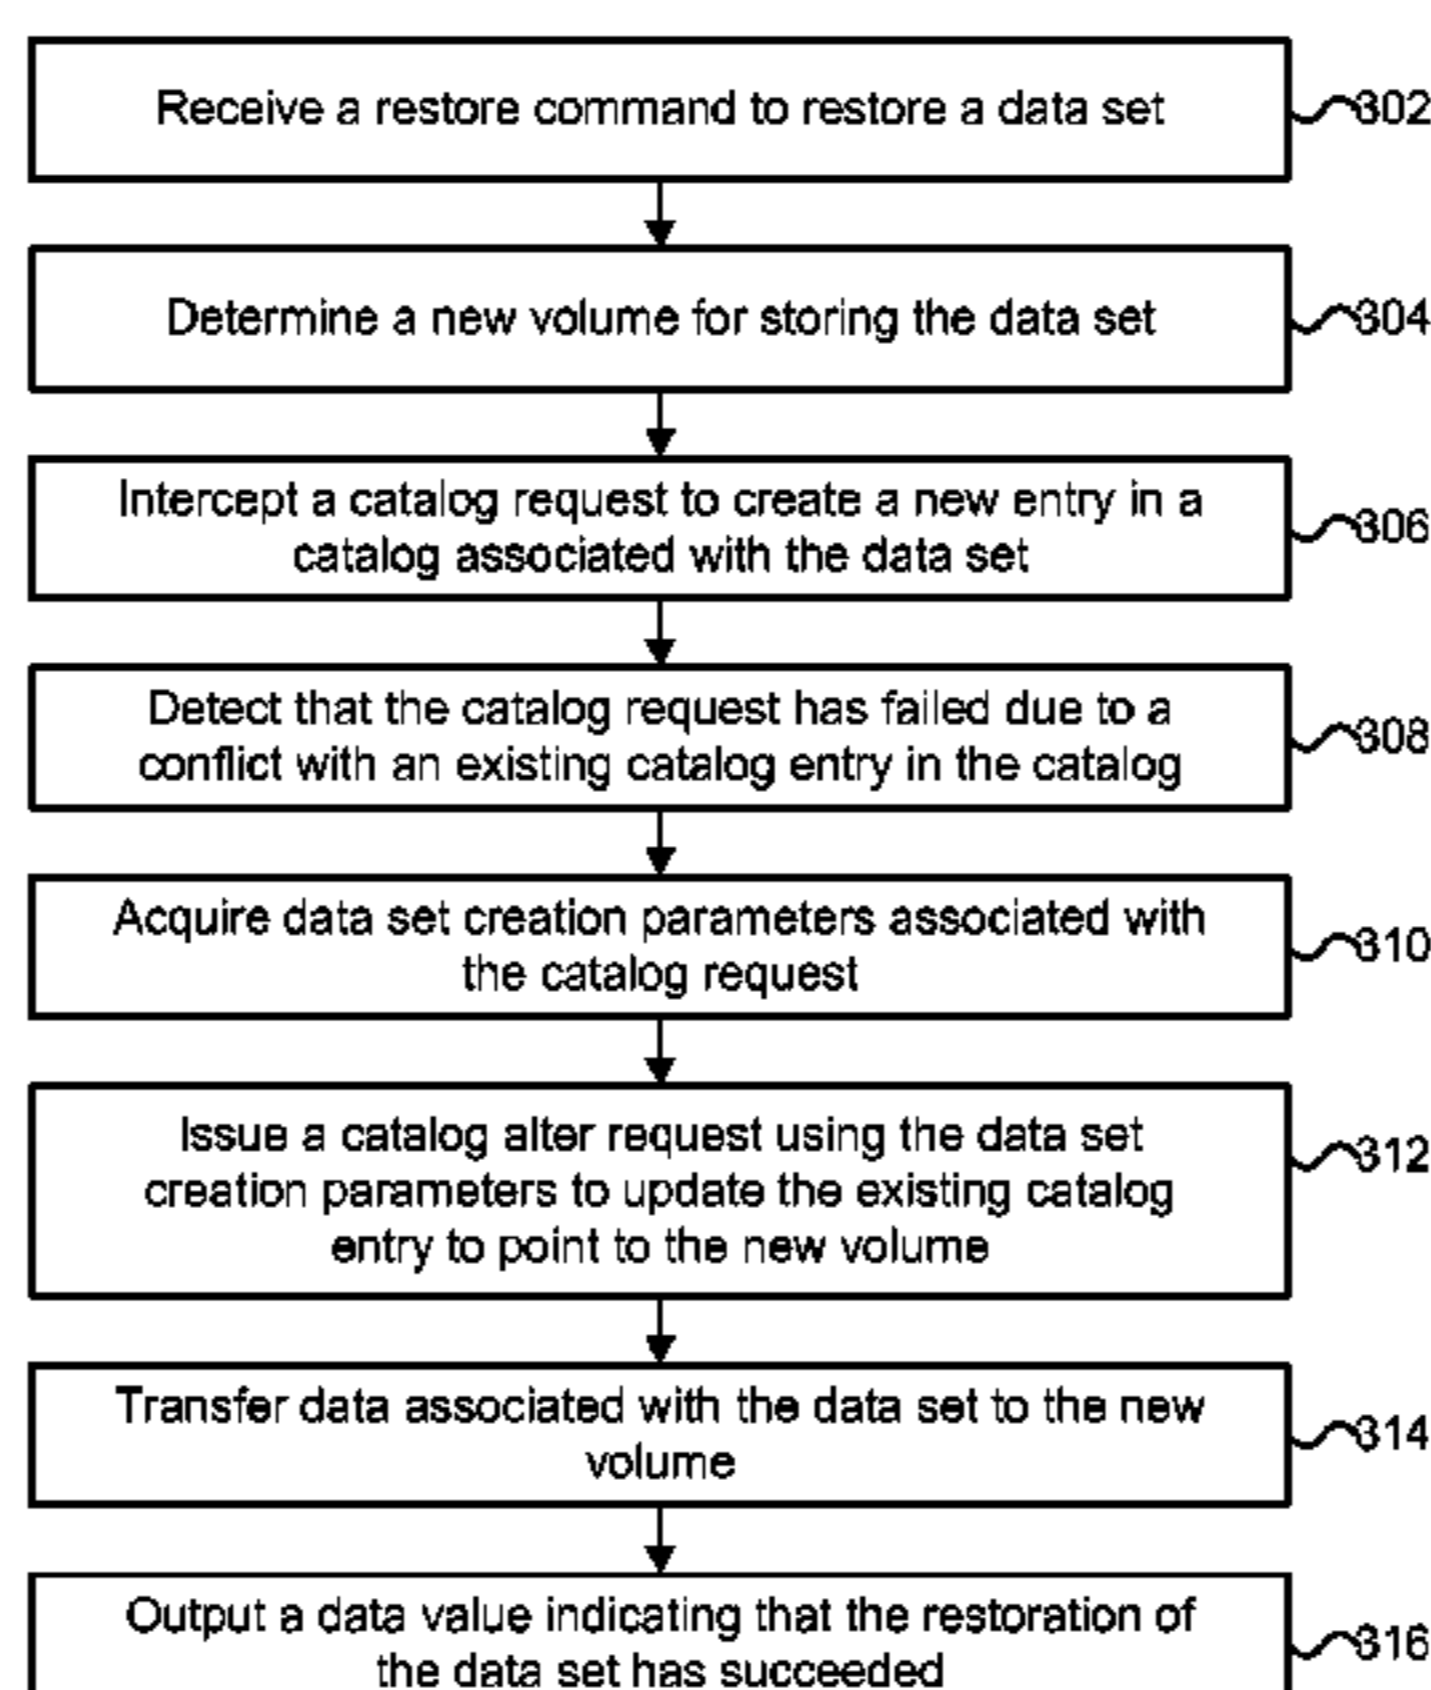 Receive a restore command to restore a data set
302
Determine a new volume for storing the data set
304
Intercept a catalog request to create a new entry in a
catalog associated with the data set
306
Detect that the catalog request has failed due to a
conflict with an existing catalog entry in the catalog
308
Acquire data set creation parameters associated with
the catalog request
310
Issue a catalog alter request using the data set
creation parameters to update the existing catalog
entry to point to the new volume
312
Transfer data associated with the data set to the new
volume
314
Output a data value indicating that the restoration of
the data set has succeeded
316